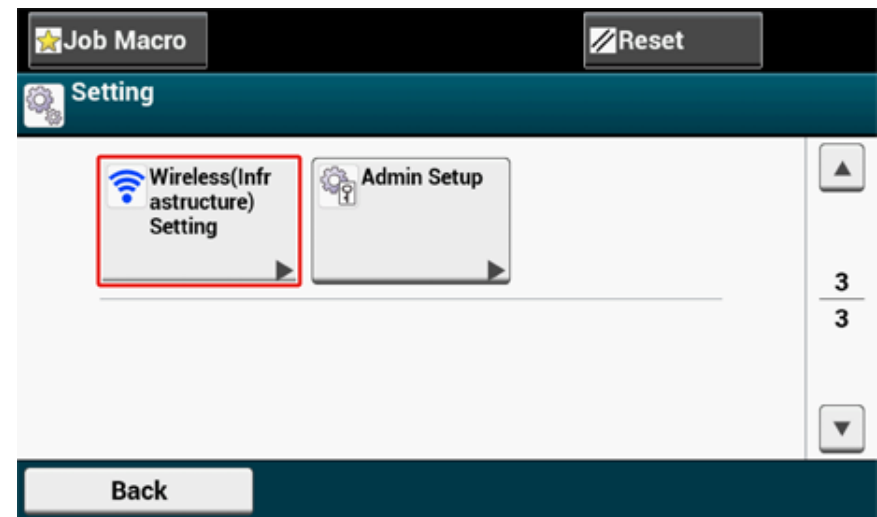 Job Macro
Reset
Setting
Wireless(Infr
astructure)
Setting
Admin Setup
3
3
Back